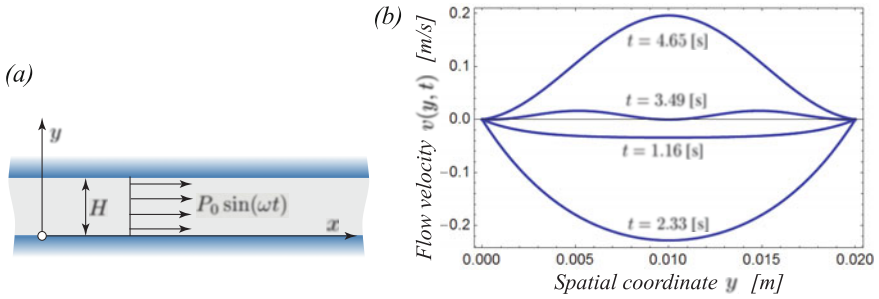 (a)
y
H
P₀ sin(ωt)
x
(b)
Flow velocity v(y, t) [m/s]
0.2
0.1
0.0
−0.1
−0.2
t = 4.65 [s]
t = 3.49 [s]
t = 1.16 [s]
t = 2.33 [s]
0.000 0.005 0.010 0.015 0.020
Spatial coordinate y [m]